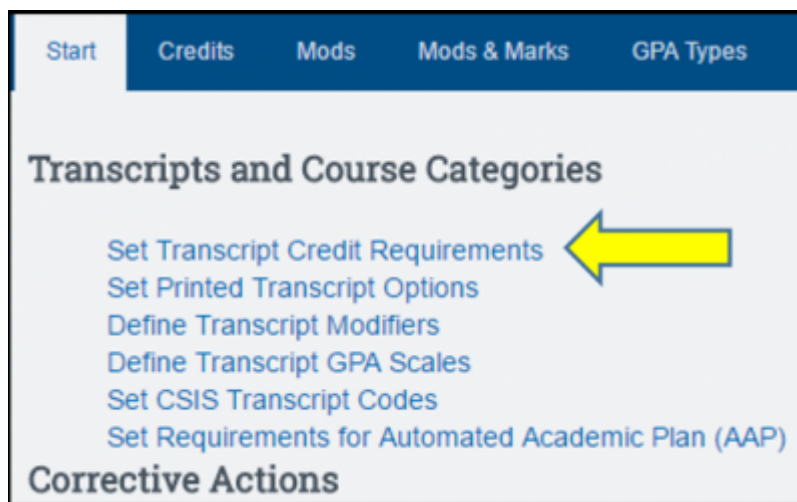 Start Credits Mods Mods & Marks GPA Types
Transcripts and Course Categories
Set Transcript Credit Requirements
Set Printed Transcript Options
Define Transcript Modifiers
Define Transcript GPA Scales
Set CSIS Transcript Codes
Set Requirements for Automated Academic Plan (AAP)
Corrective Actions